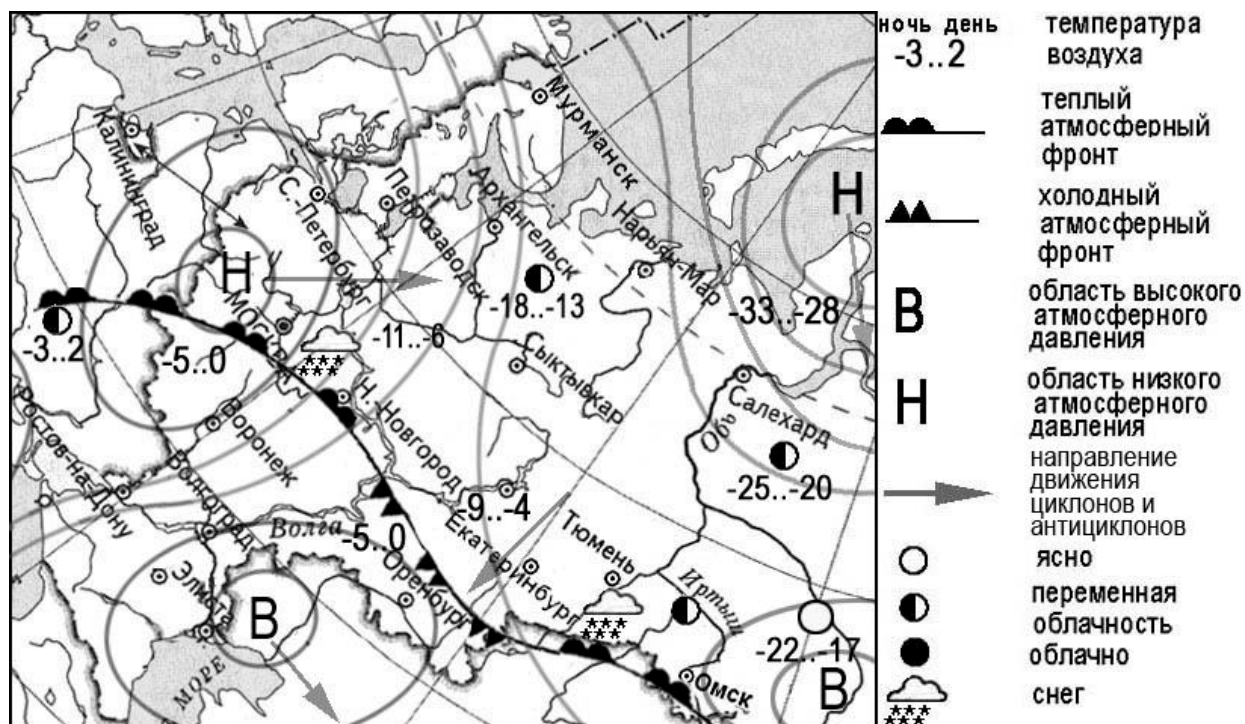 Мурманск
Калининград
С.-Петербург
Петрозаводск
Архангельск
Нарьян-Мар
Н
Н
МОСКВА
-18..-13
-33..-28
-3..2
-5..0
-11..-6
Сыктывкар
Салехард
Обь
Н. Новгород
Ростов-на-Дону
Воронеж
Волгоград
-25..-20
-9..-4
Волга
-5..0
Екатеринбург
Тюмень
Оренбург
Иртыш
Элиста
В
-22..-17
МОРЕ
Омск
В
ночь день
-3..2
температура
воздуха
теплый
атмосферный
фронт
холодный
атмосферный
фронт
В
область высокого
атмосферного
давления
Н
область низкого
атмосферного
давления
направление
движения
циклонов и
антициклонов
ясно
переменная
облачность
облачно
снег